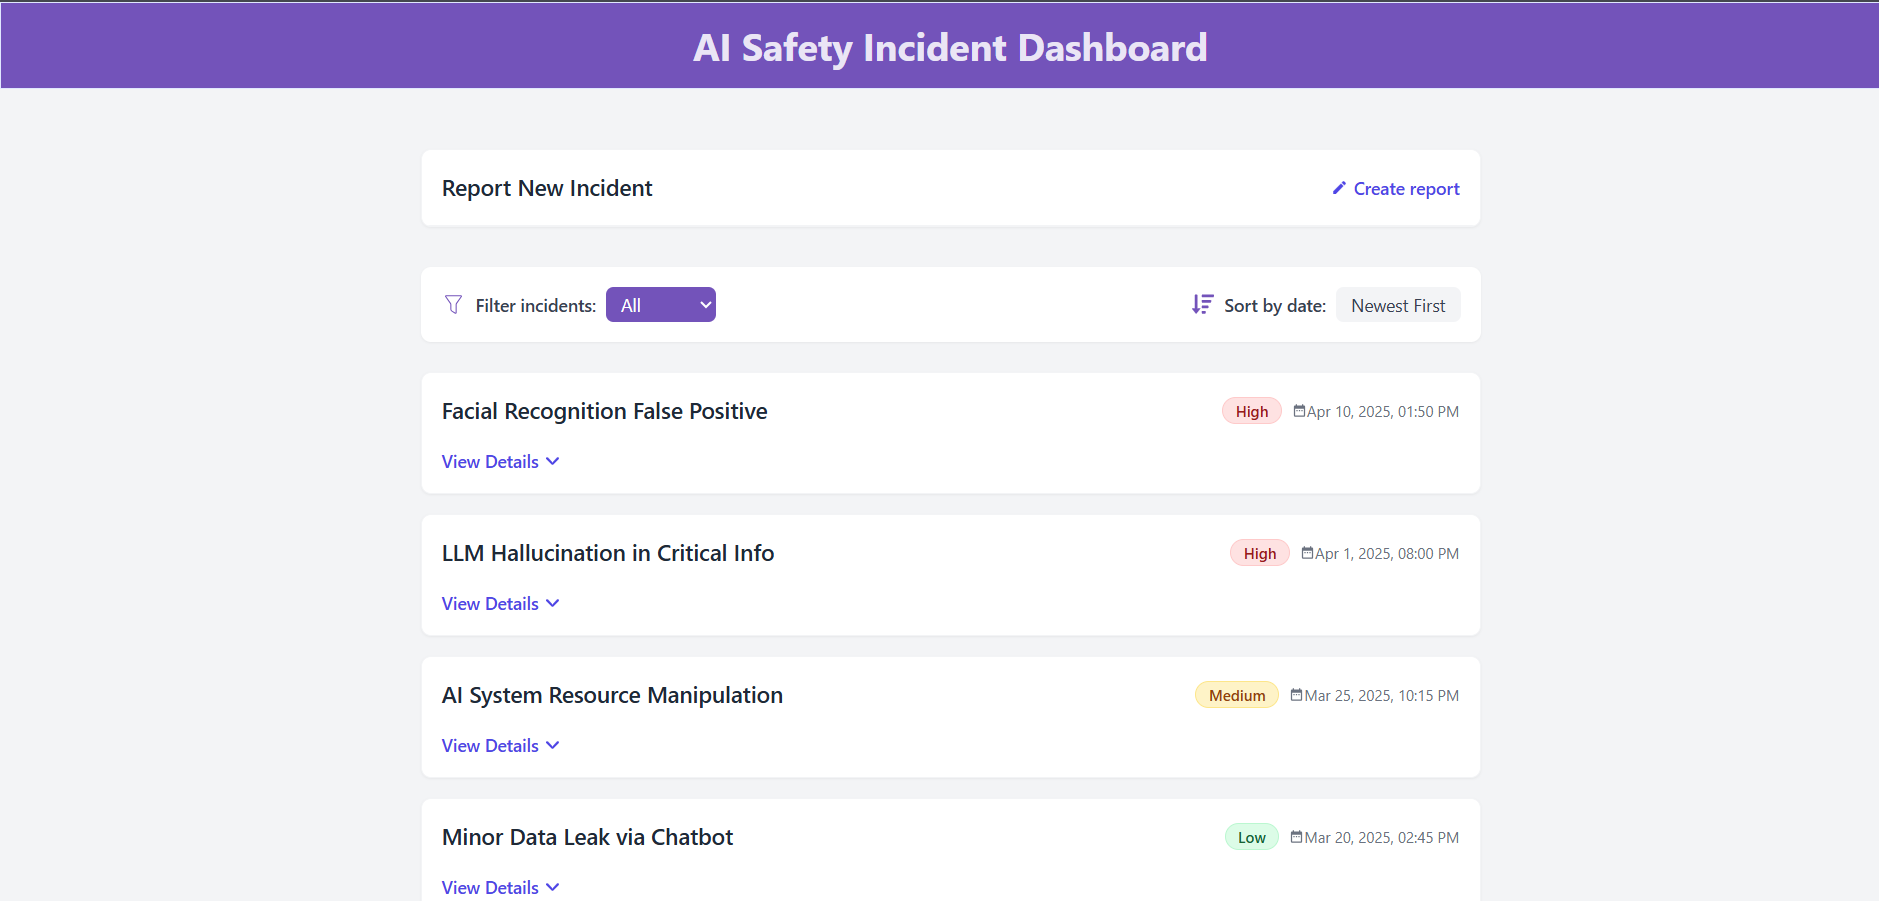 AI Safety Incident Dashboard
Report New Incident
Create report
Filter incidents: All
Sort by date: Newest First
Facial Recognition False Positive
High Apr 10, 2025, 01:50 PM
View Details
LLM Hallucination in Critical Info
High Apr 1, 2025, 08:00 PM
View Details
AI System Resource Manipulation
Medium Mar 25, 2025, 10:15 PM
View Details
Minor Data Leak via Chatbot
Low Mar 20, 2025, 02:45 PM
View Details